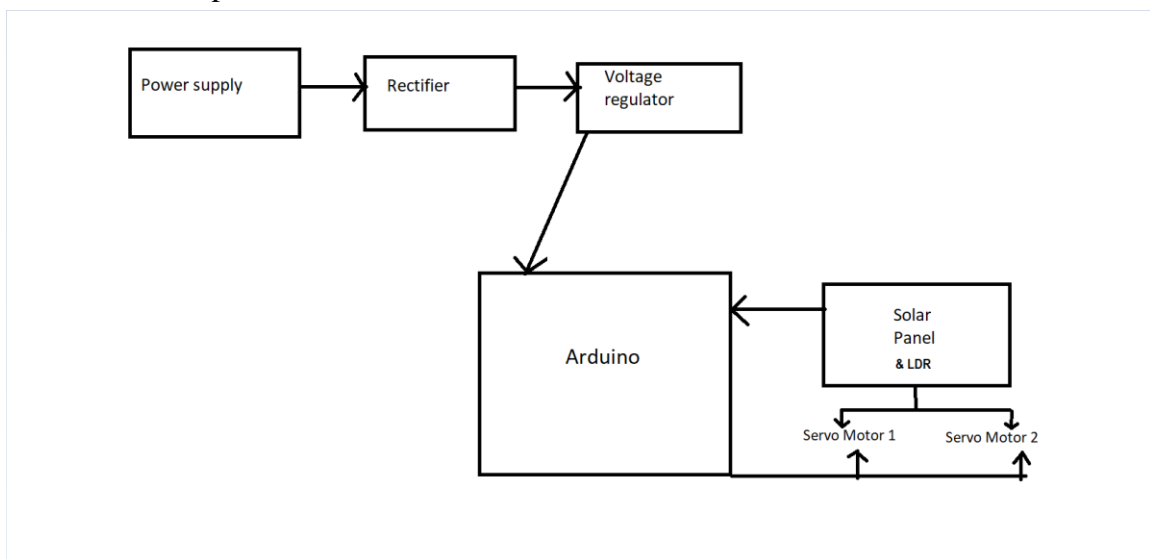 Power supply
Rectifier
Voltage
regulator
Arduino
Solar
Panel
& LDR
Servo Motor 1
Servo Motor 2